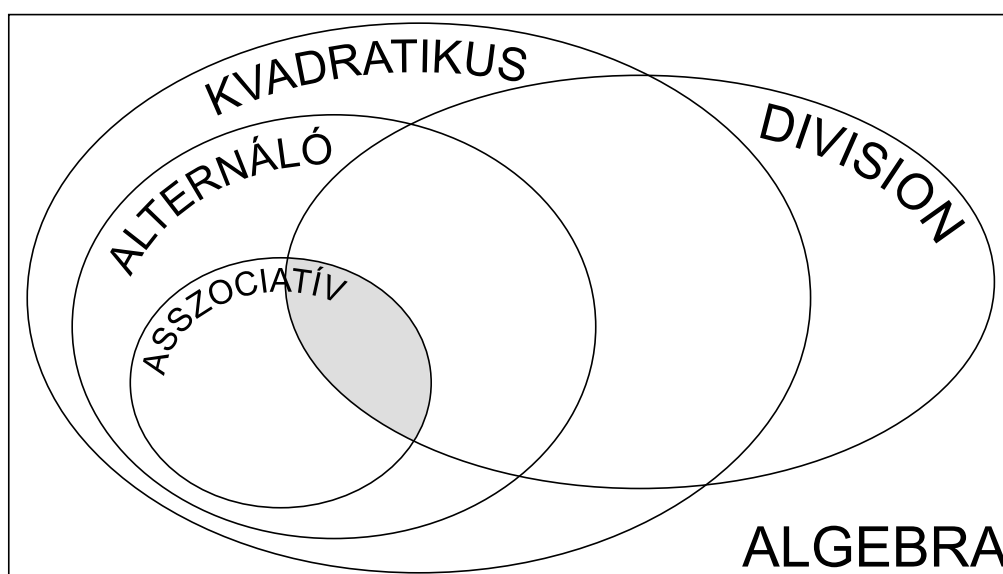 KVADRATIKUS
DIVISION
ALTERNÁLÓ
ASSZOCIATÍV
ALGEBRA